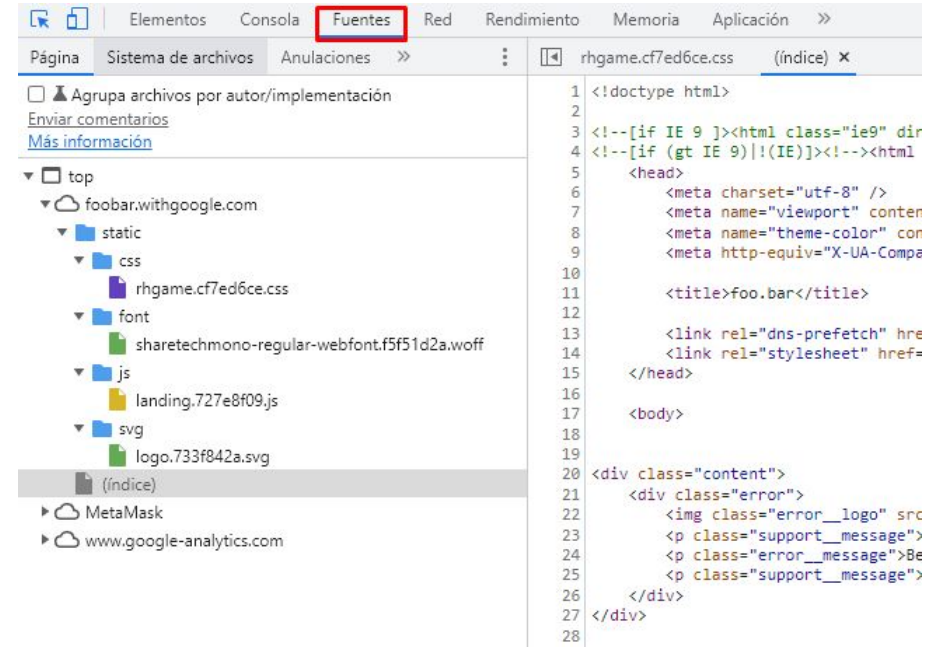 Elementos Consola Fuentes Red Rendimiento Memoria Aplicación »
Página Sistema de archivos Anulaciones »
Agrupa archivos por autor/implementación
Enviar comentarios
Más información
top
foobar.withgoogle.com
static
css
rhgame.cf7ed6ce.css
font
sharetechmono-regular-webfont.f5f51d2a.woff
js
landing.727e8f09.js
svg
logo.733f842a.svg
(índice)
MetaMask
www.google-analytics.com
rhgame.cf7ed6ce.css (índice) ×
1 <!doctype html>
2
3 <!--[if IE 9 ]><html class="ie9" dir
4 <!--[if (gt IE 9)|!(IE)]><!--><html
5 <head>
6 <meta charset="utf-8" />
7 <meta name="viewport" conten
8 <meta name="theme-color" con
9 <meta http-equiv="X-UA-Compa
10
11 <title>foo.bar</title>
12
13 <link rel="dns-prefetch" hre
14 <link rel="stylesheet" href=
15 </head>
16
17 <body>
18
19
20 <div class="content">
21 <div class="error">
22 <img class="error__logo" src
23 <p class="support__message">
24 <p class="error__message">Be
25 <p class="support__message">
26 </div>
27 </div>
28